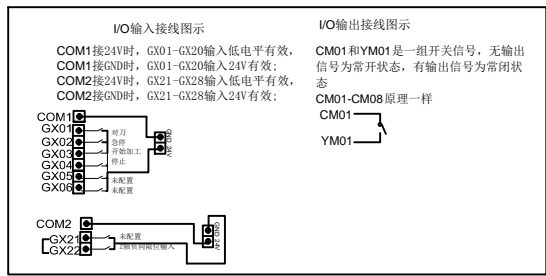 I/O输入接线图示
COM1接24V时，GX01-GX20输入低电平有效，
COM1接GND时，GX01-GX20输入24V有效;
COM2接24V时，GX21-GX28输入低电平有效，
COM2接GND时，GX21-GX28输入24V有效;
COM1
GX01
GX02
GX03
GX04
GX05
GX06
对刀
急停
开始加工
停止
未配置
未配置
GND 24V
COM2
GX21
GX22
未配置
Z轴负向限位输入
GND 24V
I/O输出接线图示
CM01和YM01是一组开关信号，无输出
信号为常开状态，有输出信号为常闭状
态
CM01-CM08原理一样
CM01
YM01